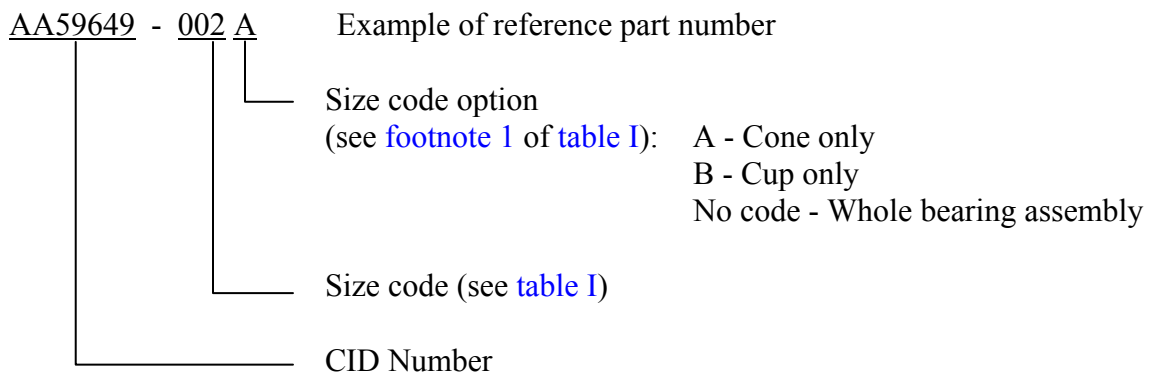 AA59649 - 002 A Example of reference part number
Size code option
(see footnote 1 of table I): A - Cone only
B - Cup only
No code - Whole bearing assembly
Size code (see table I)
CID Number